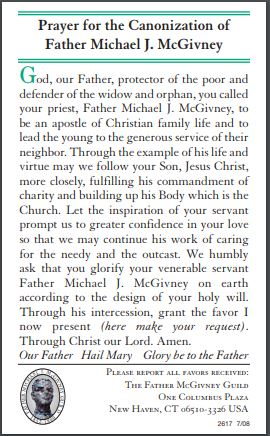 Prayer for the Canonization of
Father Michael J. McGivney
God, our Father, protector of the poor and
defender of the widow and orphan, you called
your priest, Father Michael J. McGivney, to
be an apostle of Christian family life and to
lead the young to the generous service of their
neighbor. Through the example of his life and
virtue may we follow your Son, Jesus Christ,
more closely, fulfilling his commandment of
charity and building up his Body which is the
Church. Let the inspiration of your servant
prompt us to greater confidence in your love
so that we may continue his work of caring
for the needy and the outcast. We humbly
ask that you glorify your venerable servant
Father Michael J. McGivney on earth
according to the design of your holy will.
Through his intercession, grant the favor I
now present (here make your request).
Through Christ our Lord. Amen.
Our Father Hail Mary Glory be to the Father
Please report all favors received:
The Father McGivney Guild
One Columbus Plaza
New Haven, CT 06510-3326 USA
2617 7/08